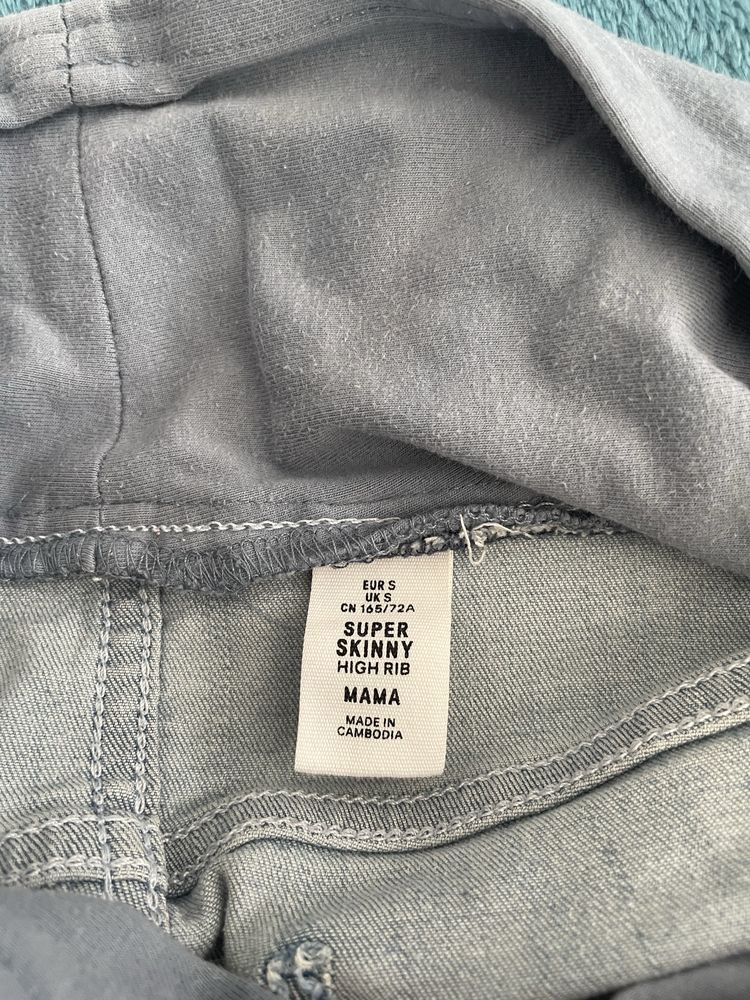 EUR S
UK S
CN 165/72A
SUPER
SKINNY
HIGH RIB
MAMA
MADE IN
CAMBODIA